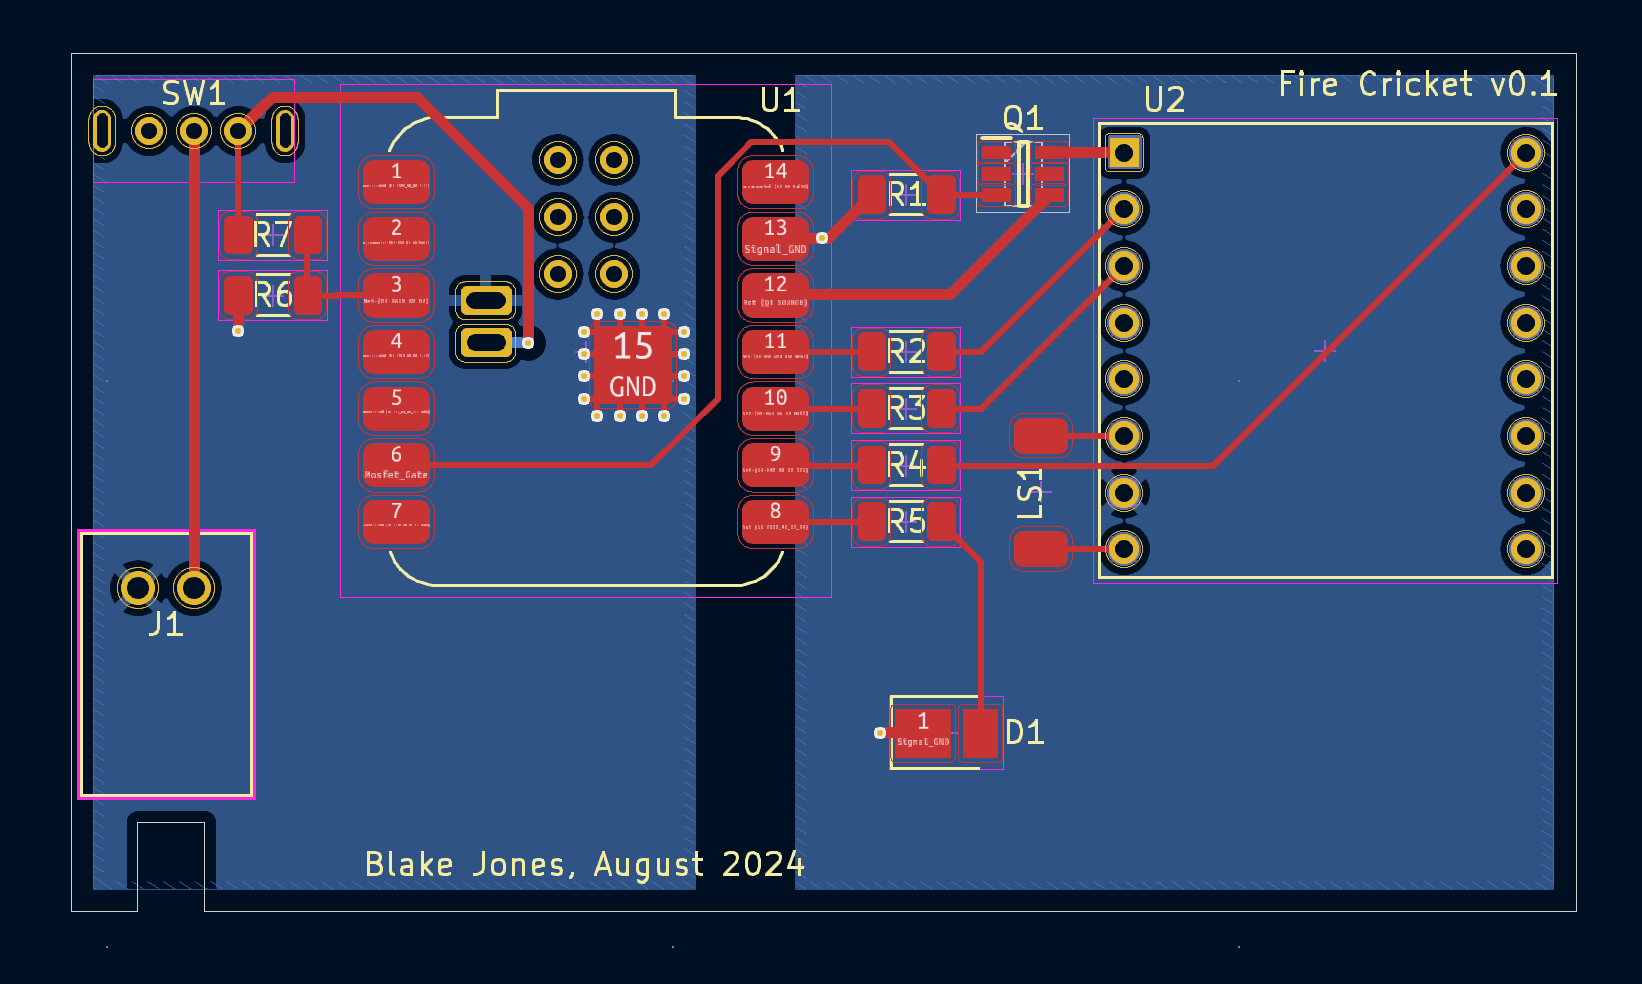 Fire Cricket v0.1
SW1
U1
U2
Q1
1
14
R1
2
13
Signal_GND
R7
3
12
R6
4
11
R2
15
GND
5
10
R3
6
Mosfet_Gate
9
R4
LS1
7
8
R5
J1
1
Signal_GND
D1
Blake Jones, August 2024